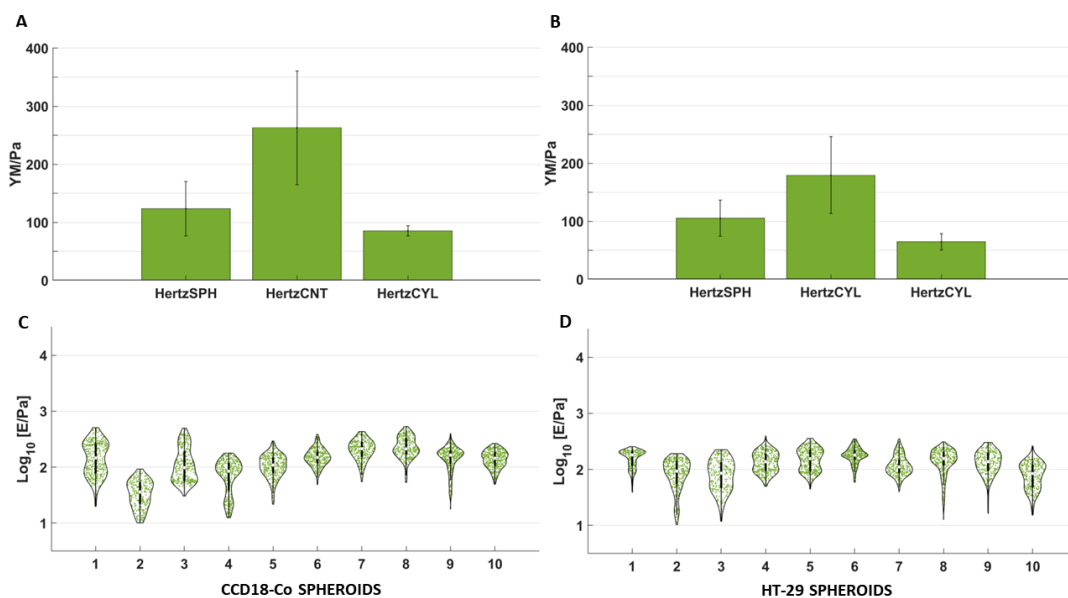 A
B
YM/Pa
400
300
200
100
0
HertzSPH HertzCNT HertzCYL
YM/Pa
400
300
200
100
0
HertzSPH HertzCYL HertzCYL
C
D
Log10 [E/Pa]
4
3
2
1
1 2 3 4 5 6 7 8 9 10
CCD18-Co SPHEROIDS
Log10 [E/Pa]
4
3
2
1
1 2 3 4 5 6 7 8 9 10
HT-29 SPHEROIDS